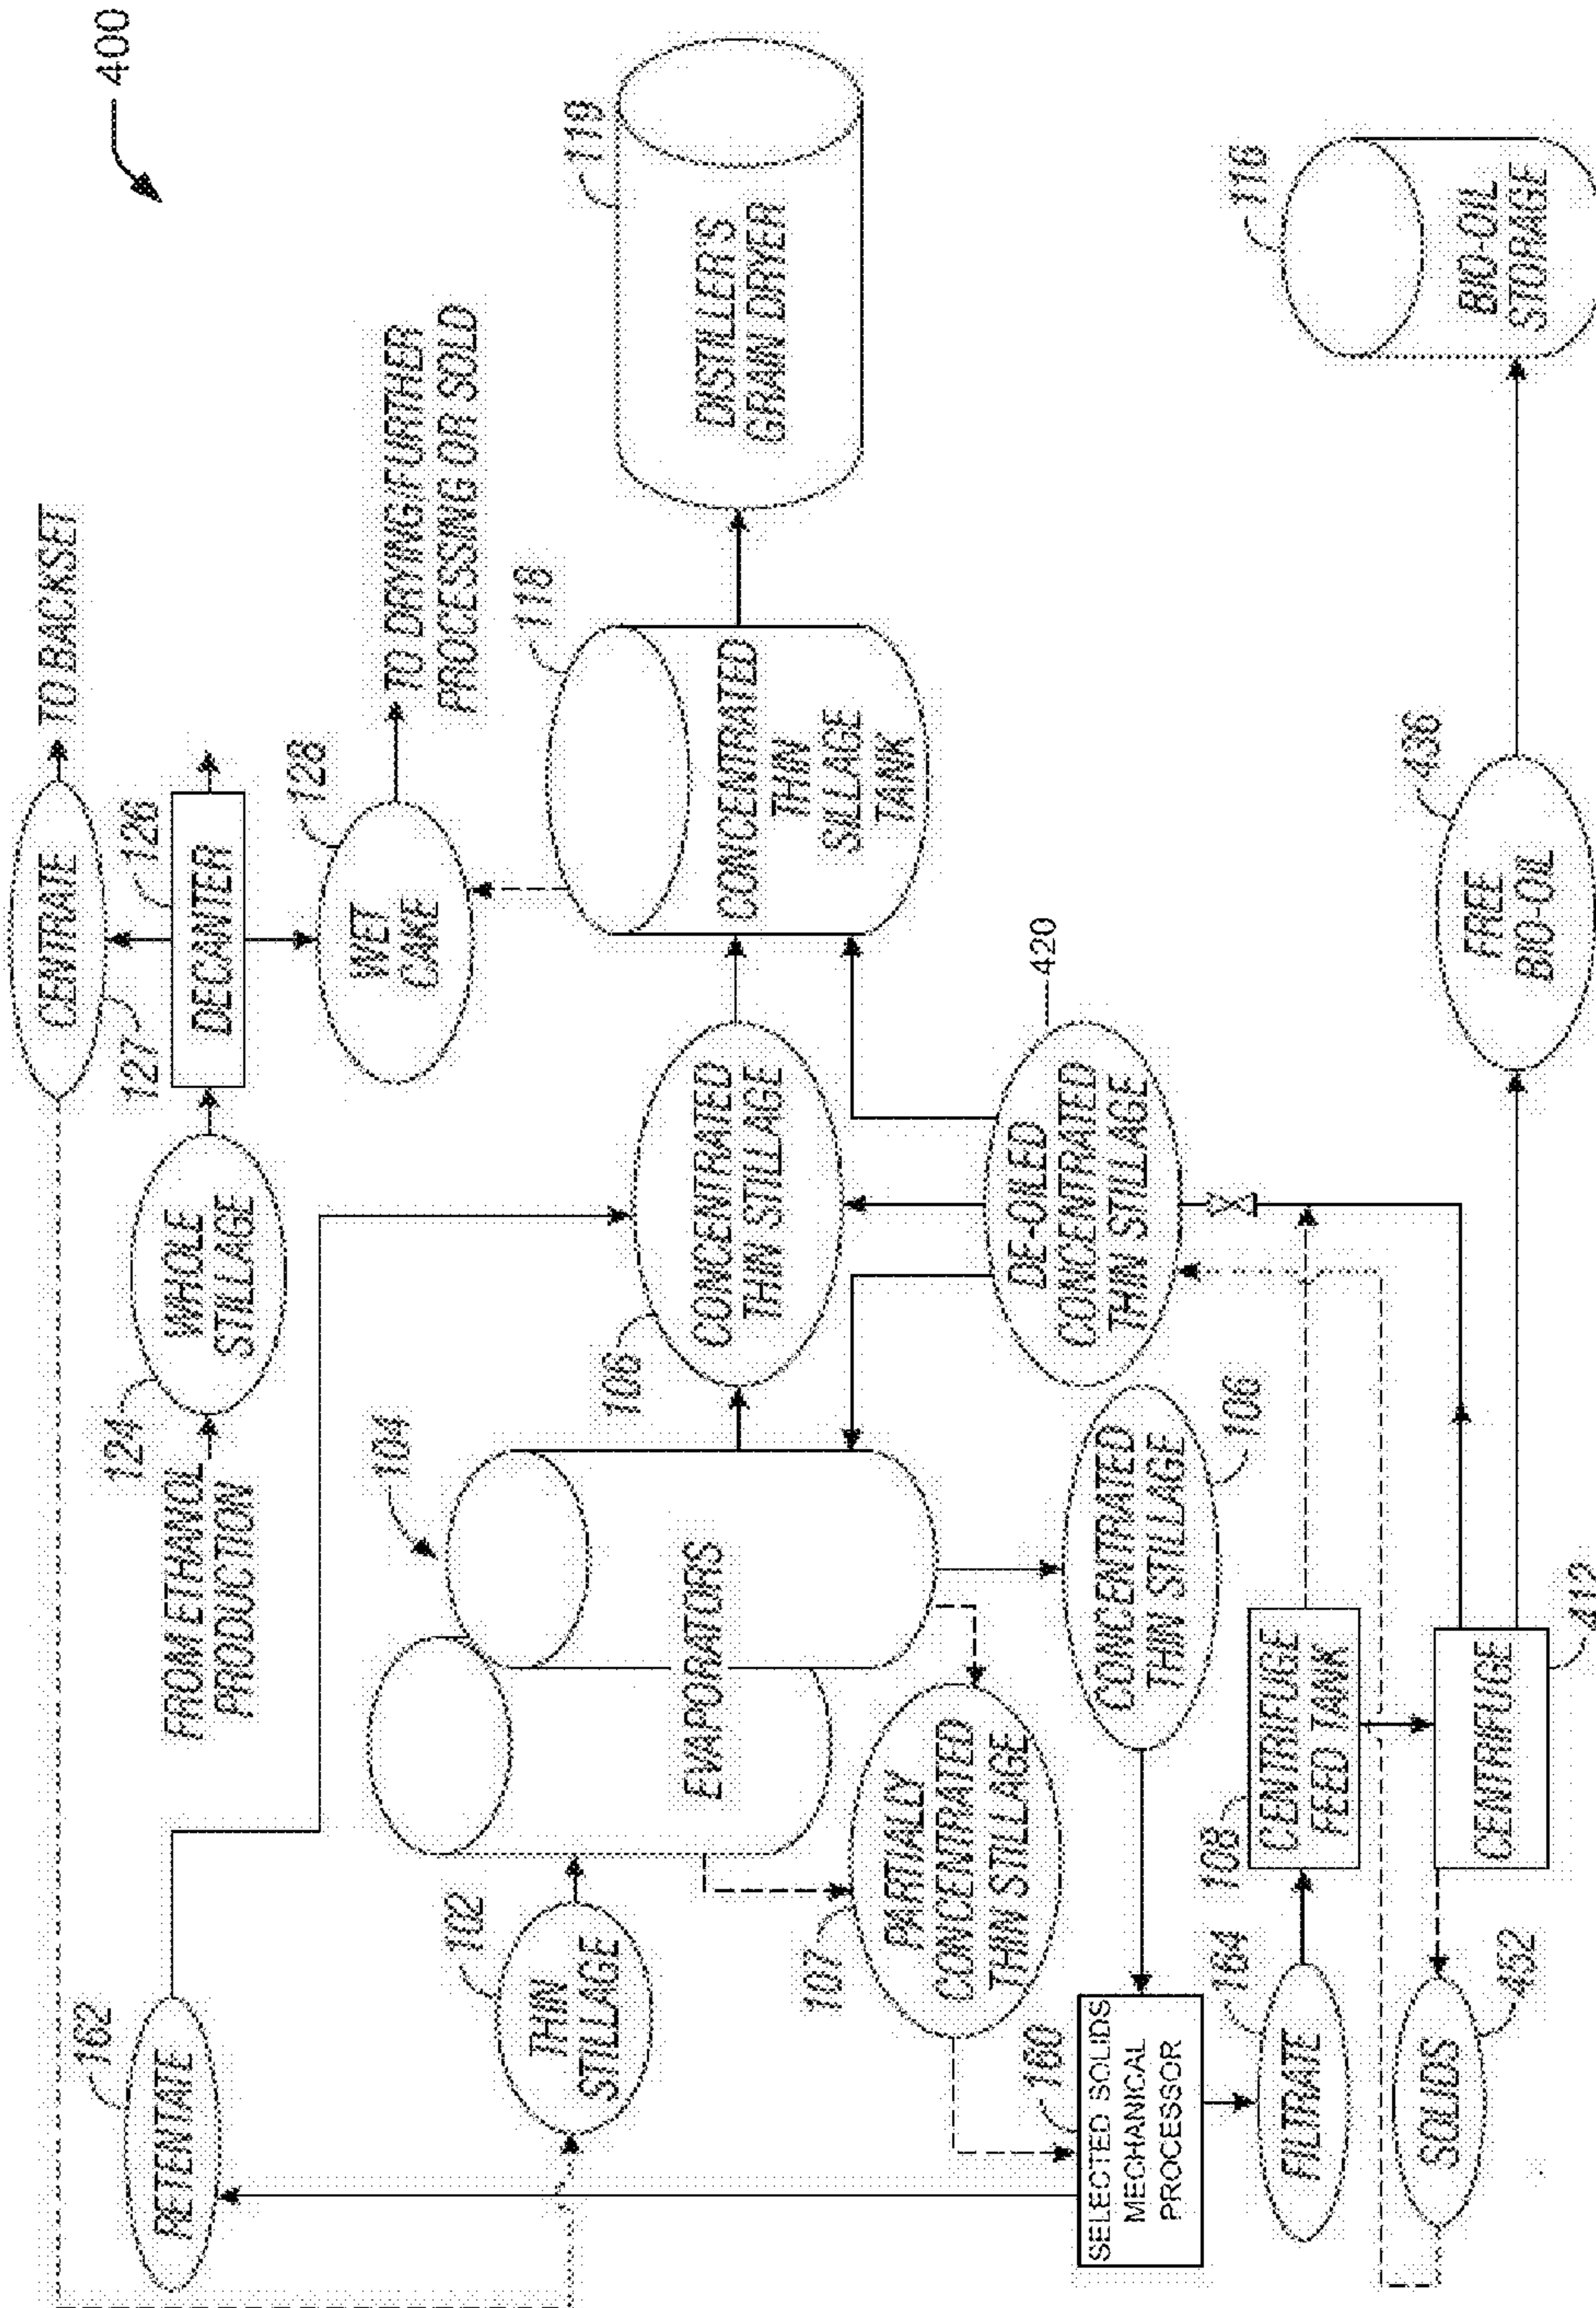 400
162
RETENTATE
127
CENTRATE
TO BACKSET
FROM ETHANOL
PRODUCTION
124
WHOLE
STILLAGE
DECANTER
126
WET
CAKE
128
TO DRYING/FURTHER
PROCESSING OR SOLD
102
THIN
STILLAGE
104
EVAPORATORS
106
CONCENTRATED
THIN STILLAGE
118
CONCENTRATED
THIN
SILLAGE
TANK
119
DISTILLER'S
GRAIN DRYER
107
PARTIALLY
CONCENTRATED
THIN STILLAGE
CONCENTRATED
THIN STILLAGE
106
DE-OILED
CONCENTRATED
THIN STILLAGE
420
160
SELECTED SOLIDS
MECHANICAL
PROCESSOR
164
FILTRATE
108
CENTRIFUGE
FEED TANK
SOLIDS
452
CENTRIFUGE
412
FREE
BIO-OIL
436
116
BIO-OIL
STORAGE